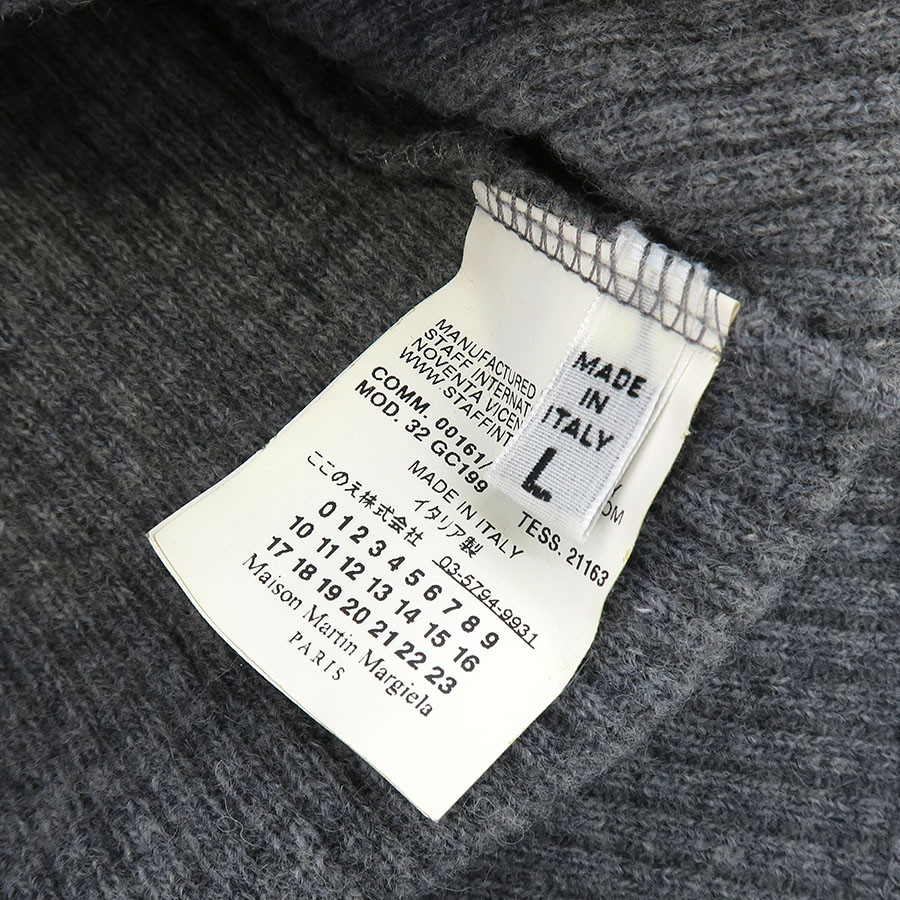 MANUFACTURED
STAFF INTERNAT
NOVENTA VICEN
WWW.STAFFINT
OM
COMM. 00161/
MOD. 32 GC199
TESS. 21163
MADE IN ITALY
イタリア製
ここのえ株式会社 03-5794-9931
0 1 2 3 4 5 6 7 8 9
10 11 12 13 14 15 16
17 18 19 20 21 22 23
Maison Martin Margiela
PARIS
MADE
IN
ITALY
L